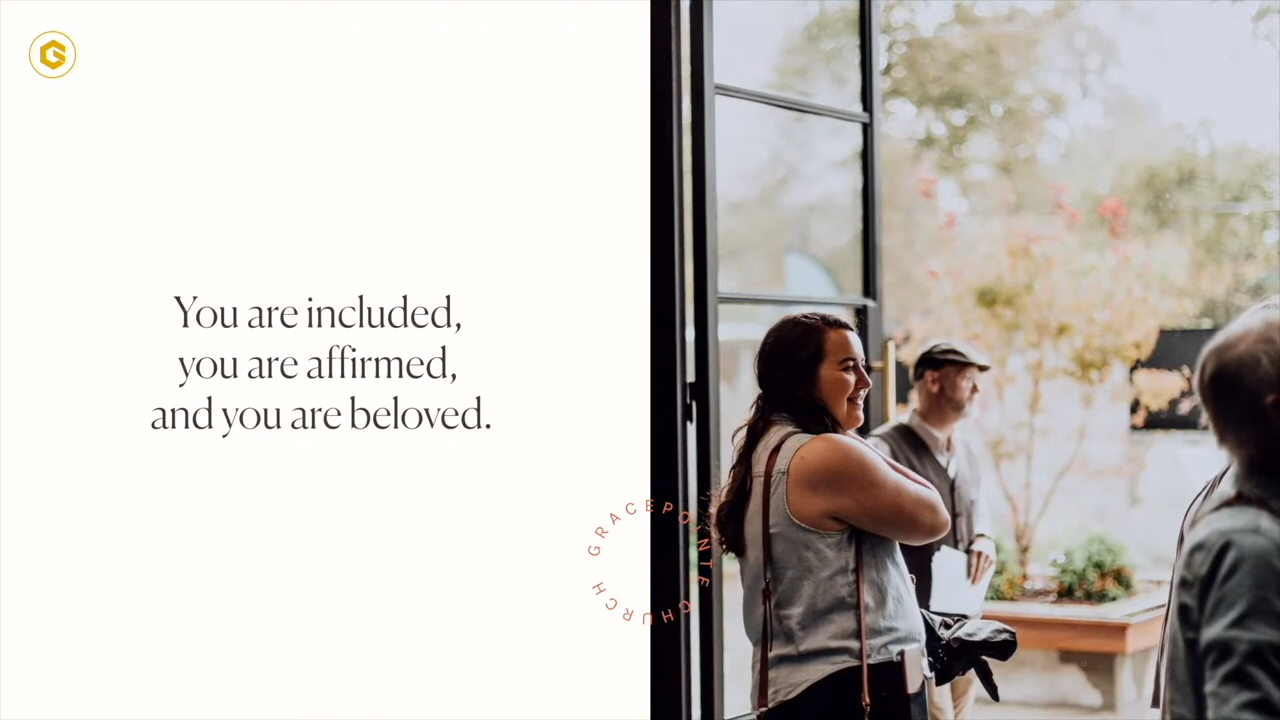 G
You are included,
you are affirmed,
and you are beloved.
GRACEPOINTE CHURCH